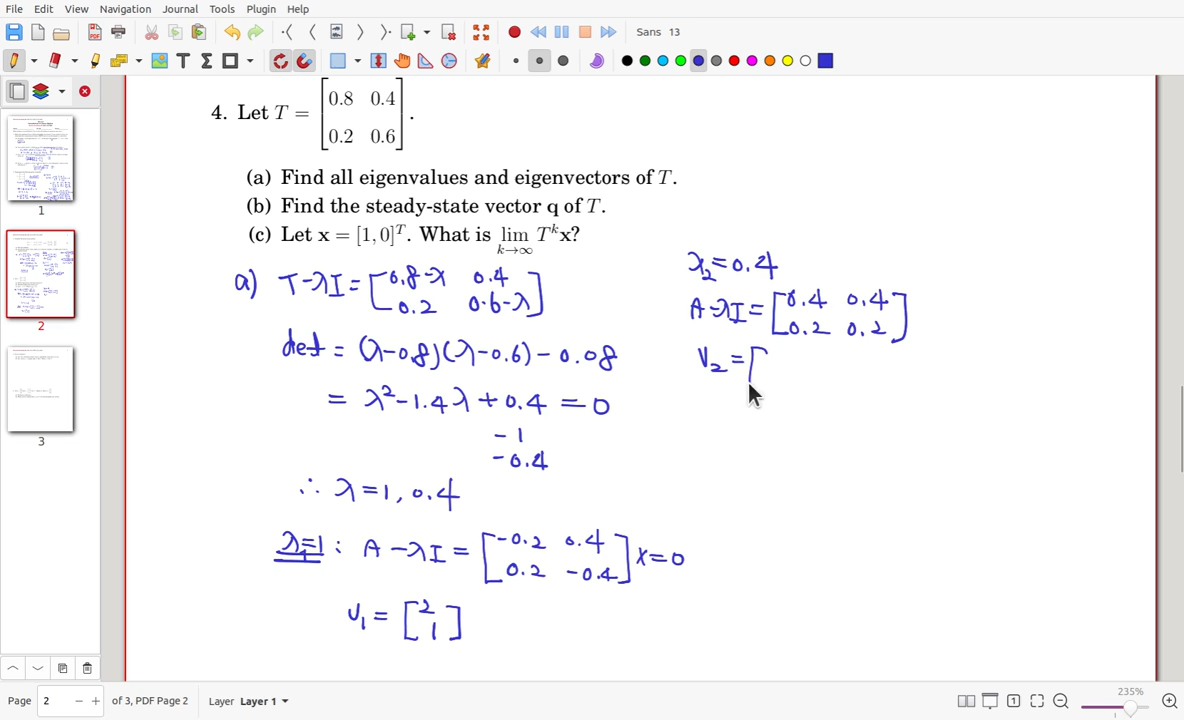 File Edit View Navigation Journal Tools Plugin Help
Sans 13
4. Let T = [0.8 0.4
0.2 0.6].
(a) Find all eigenvalues and eigenvectors of T.
(b) Find the steady-state vector q of T.
(c) Let x = [1, 0]^T. What is lim k→∞ T^k x?
a) T-λI = [0.8-λ 0.4
0.2 0.6-λ]
det = (λ-0.8)(λ-0.6) - 0.08
= λ² - 1.4λ + 0.4 = 0
-1
-0.4
∴ λ = 1, 0.4
λ₁=1 : A - λI = [-0.2 0.4
0.2 -0.4] x = 0
V₁ = [2
1]
λ₂ = 0.4
A-λI = [0.4 0.4
0.2 0.2]
V₂ = [
1
2
3
Page 2 of 3, PDF Page 2 Layer Layer 1 235%